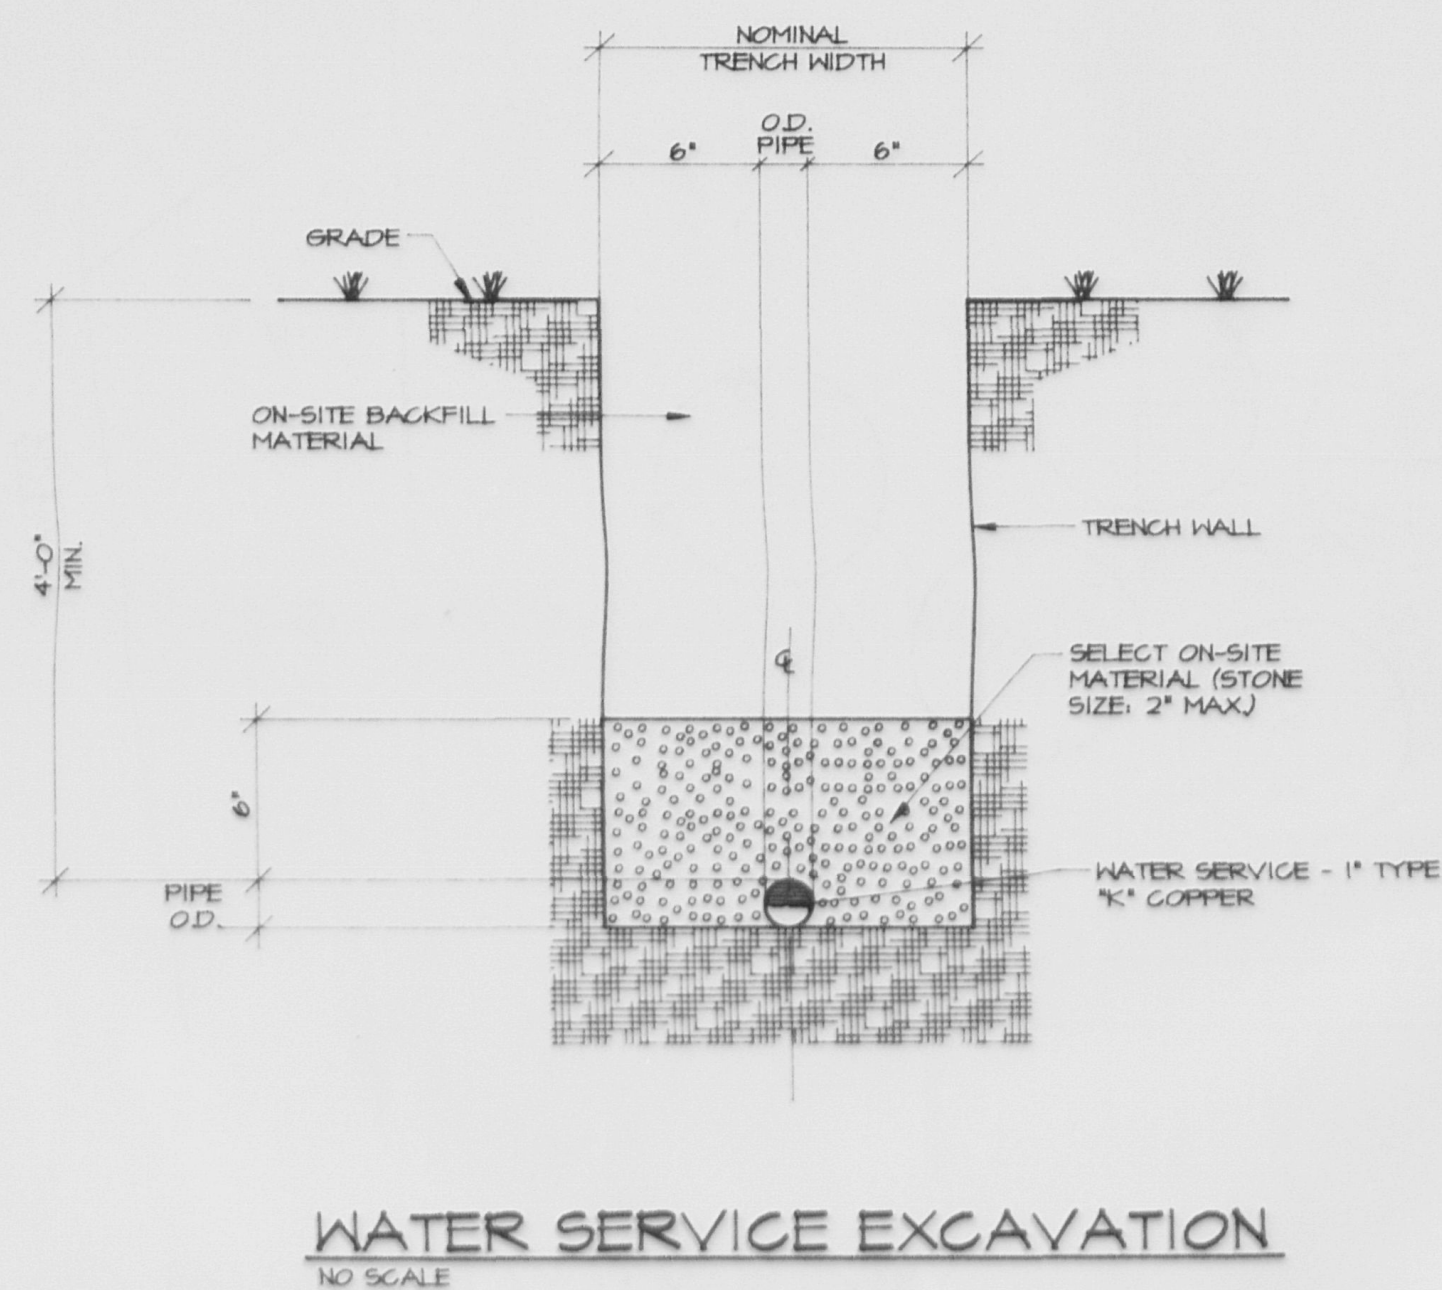 NOMINAL
TRENCH WIDTH
O.D.
PIPE
6"
6"
GRADE
ON-SITE BACKFILL
MATERIAL
TRENCH WALL
4'-0"
MIN.
℄
SELECT ON-SITE
MATERIAL (STONE
SIZE: 2" MAX.)
6"
WATER SERVICE - 1" TYPE
"K" COPPER
PIPE
O.D.
WATER SERVICE EXCAVATION
NO SCALE